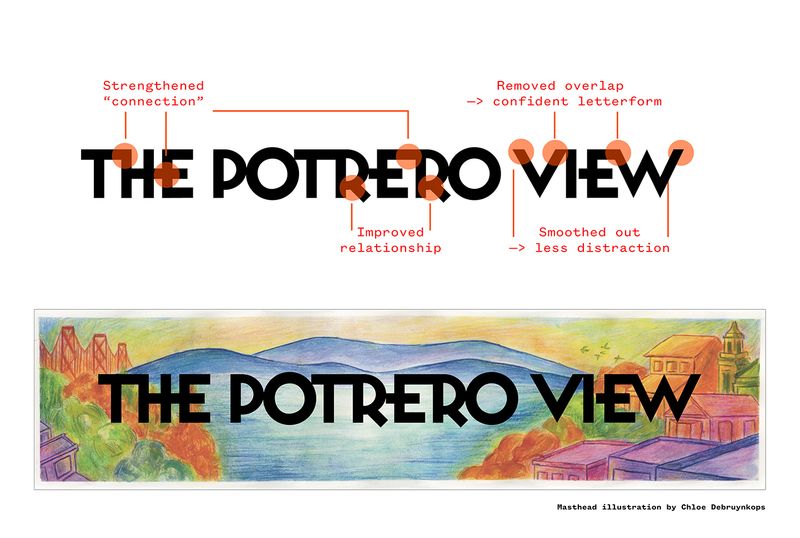 Strengthened
“connection”
Removed overlap
—> confident letterform
THE POTRERO VIEW
Improved
relationship
Smoothed out
—> less distraction
THE POTRERO VIEW
Masthead illustration by Chloe Debruynkops